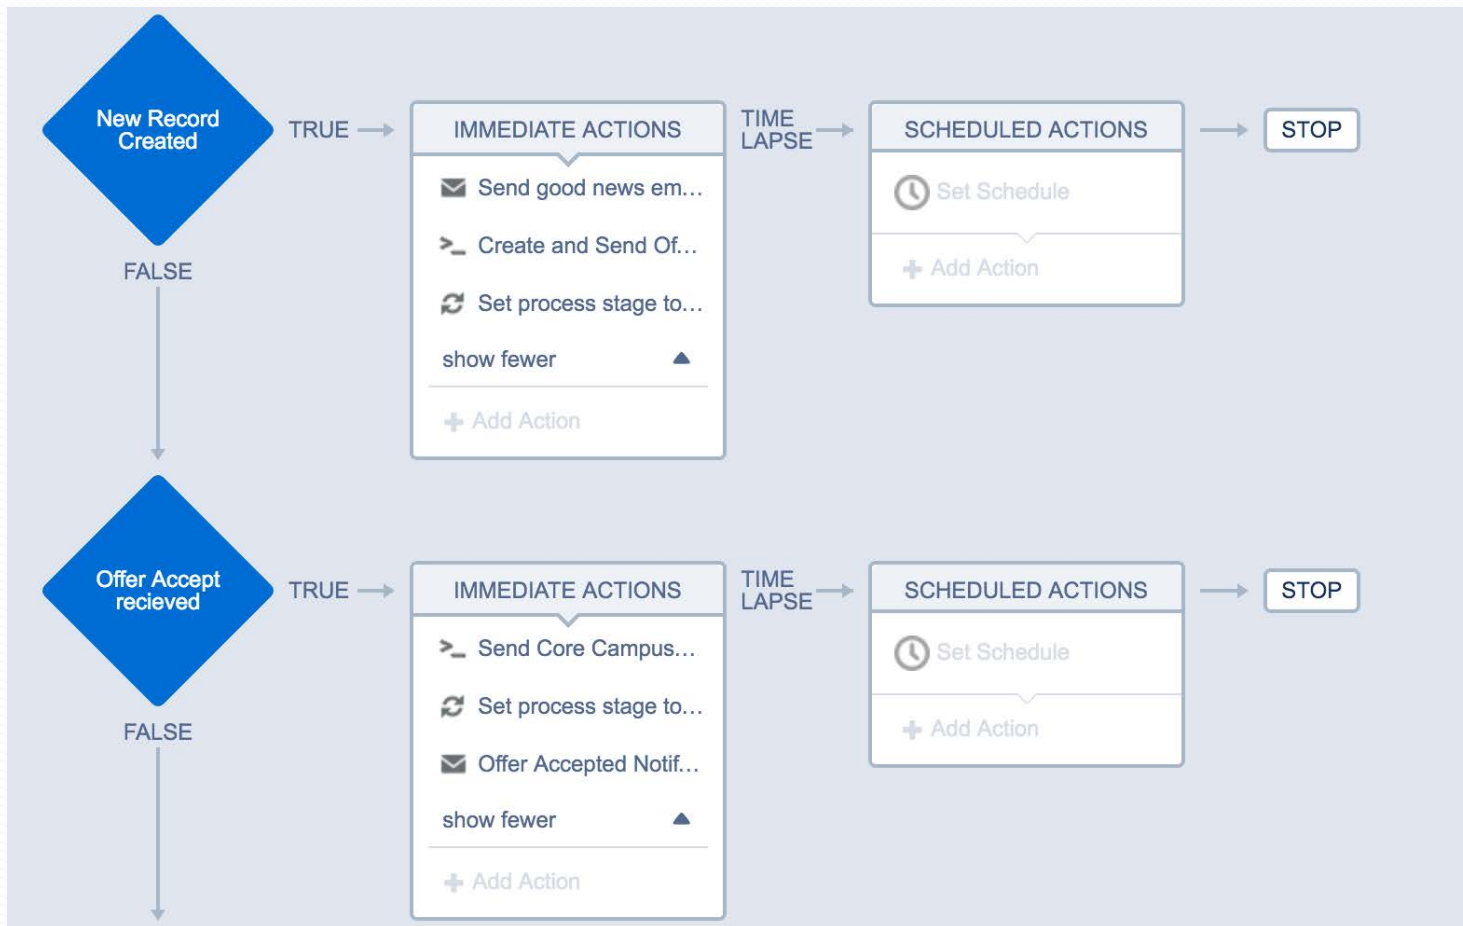 New Record
Created
TRUE
IMMEDIATE ACTIONS
TIME
LAPSE
SCHEDULED ACTIONS
STOP
Send good news em...
Create and Send Of...
Set process stage to...
show fewer
Add Action
Set Schedule
Add Action
FALSE
Offer Accept
recieved
TRUE
IMMEDIATE ACTIONS
TIME
LAPSE
SCHEDULED ACTIONS
STOP
Send Core Campus...
Set process stage to...
Offer Accepted Notif...
show fewer
Add Action
Set Schedule
Add Action
FALSE